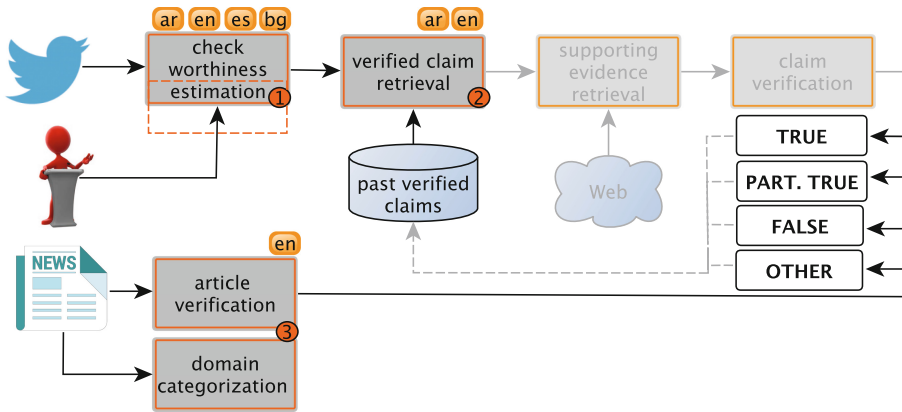 ar en es bg
check
worthiness
estimation
1
ar en
verified claim
retrieval
2
supporting
evidence
retrieval
claim
verification
past verified
claims
Web
TRUE
PART. TRUE
FALSE
OTHER
NEWS
en
article
verification
3
domain
categorization